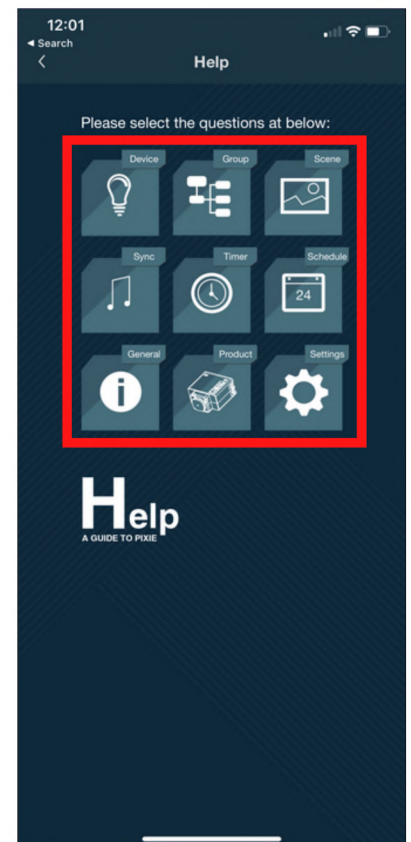 12:01
◄ Search
Help
Please select the questions at below:
Device Group Scene
Sync Timer Schedule
24
General Product Settings
Help
A GUIDE TO PIXIE